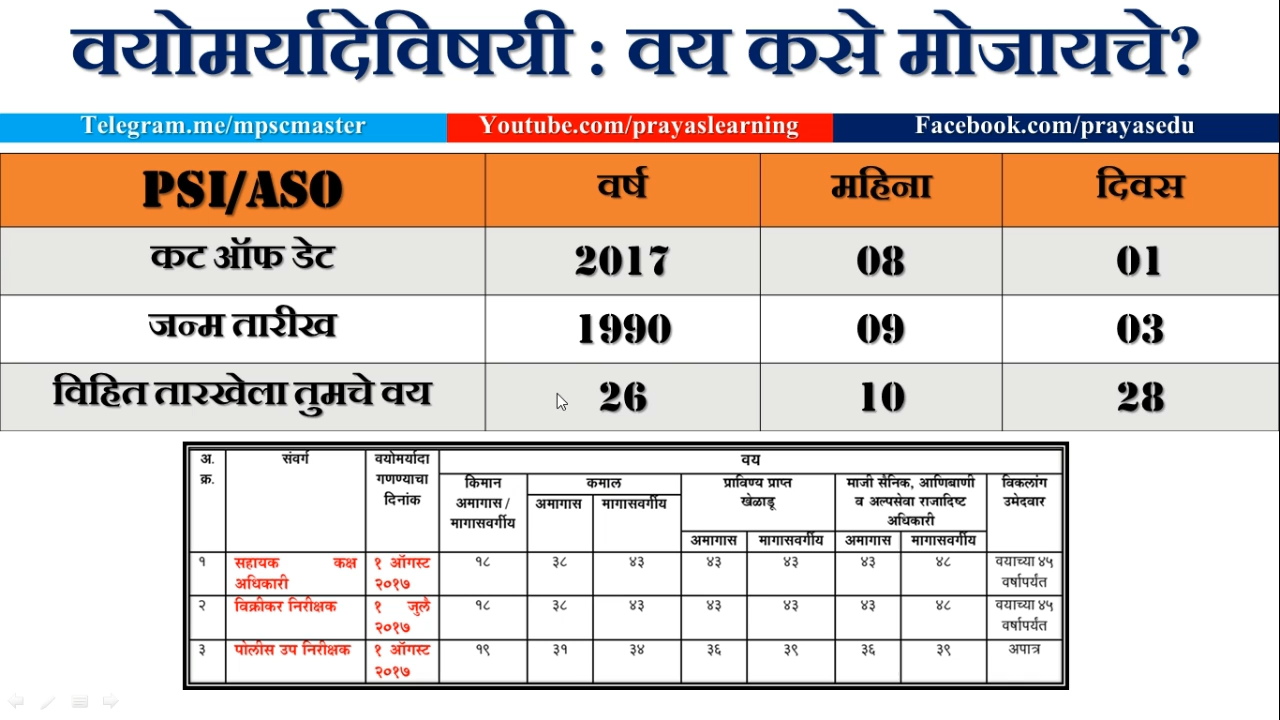 वयोमर्यादेविषयी : वय कसे मोजायचे?
Telegram.me/mpscmaster Youtube.com/prayaslearning Facebook.com/prayasedu
PSI/ASO वर्ष महिना दिवस
कट ऑफ डेट 2017 08 01
जन्म तारीख 1990 09 03
विहित तारखेला तुमचे वय 26 10 28
अ. संवर्ग वयोमर्यादा वय
क्र. गणण्याचा किमान कमाल प्राविण्य प्राप्त माजी सैनिक, आणिबाणी विकलांग
दिनांक अमागास / अमागास मागासवर्गीय खेळाडू व अल्पसेवा राजादिष्ट उमेदवार
मागासवर्गीय अधिकारी
अमागास मागासवर्गीय अमागास मागासवर्गीय
१ सहायक कक्ष १ ऑगस्ट १८ ३८ ४३ ४३ ४३ ४३ ४८ वयाच्या ४५
अधिकारी २०१७ वर्षापर्यंत
२ विक्रीकर निरीक्षक १ जुलै १८ ३८ ४३ ४३ ४३ ४३ ४८ वयाच्या ४५
२०१७ वर्षापर्यंत
३ पोलीस उप निरीक्षक १ ऑगस्ट १९ ३१ ३४ ३६ ३९ ३६ ३९ अपात्र
२०१७